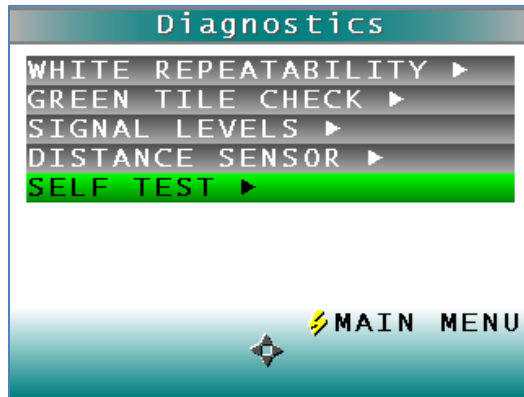 Diagnostics
WHITE REPEATABILITY ►
GREEN TILE CHECK ►
SIGNAL LEVELS ►
DISTANCE SENSOR ►
SELF TEST ►
MAIN MENU